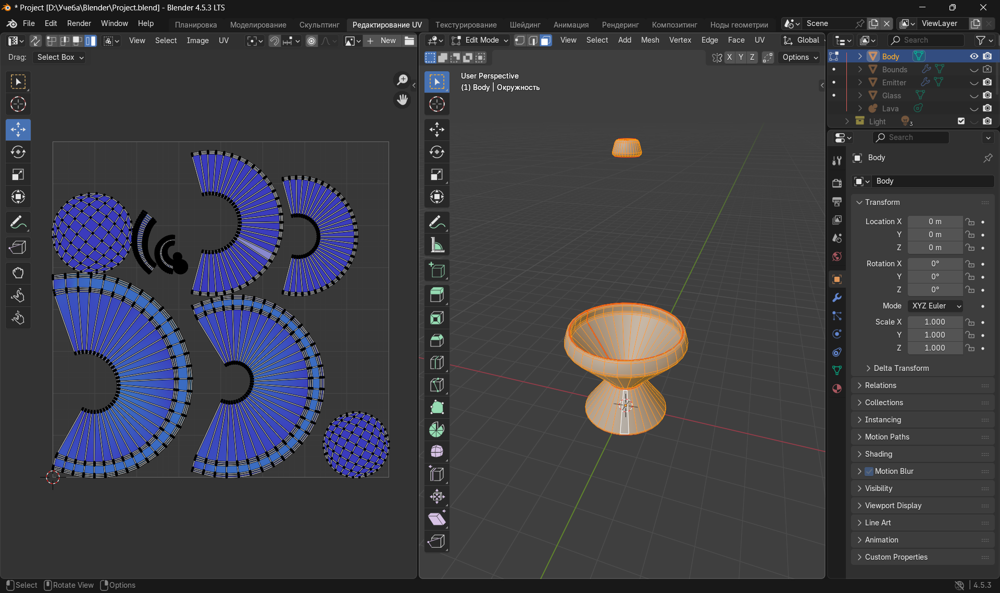 * Project [D:\Учеба\Blender\Project.blend] - Blender 4.5.3 LTS
File Edit Render Window Help Планировка Моделирование Скульптинг Редактирование UV Текстурирование Шейдинг Анимация Рендеринг Композитинг Ноды геометрии Scene ViewLayer
View Select Image UV New
Edit Mode View Select Add Mesh Vertex Edge Face UV Global
Search
Drag: Select Box
X Y Z Options
User Perspective
(1) Body | Окружность
Body
Bounds
Emitter
Glass
Lava
Light 3
Search
Body
Body
Transform
Location X 0 m
Y 0 m
Z 0 m
Rotation X 0°
Y 0°
Z 0°
Mode XYZ Euler
Scale X 1.000
Y 1.000
Z 1.000
Delta Transform
Relations
Collections
Instancing
Motion Paths
Shading
Motion Blur
Visibility
Viewport Display
Line Art
Animation
Custom Properties
Select Rotate View Options
4.5.3